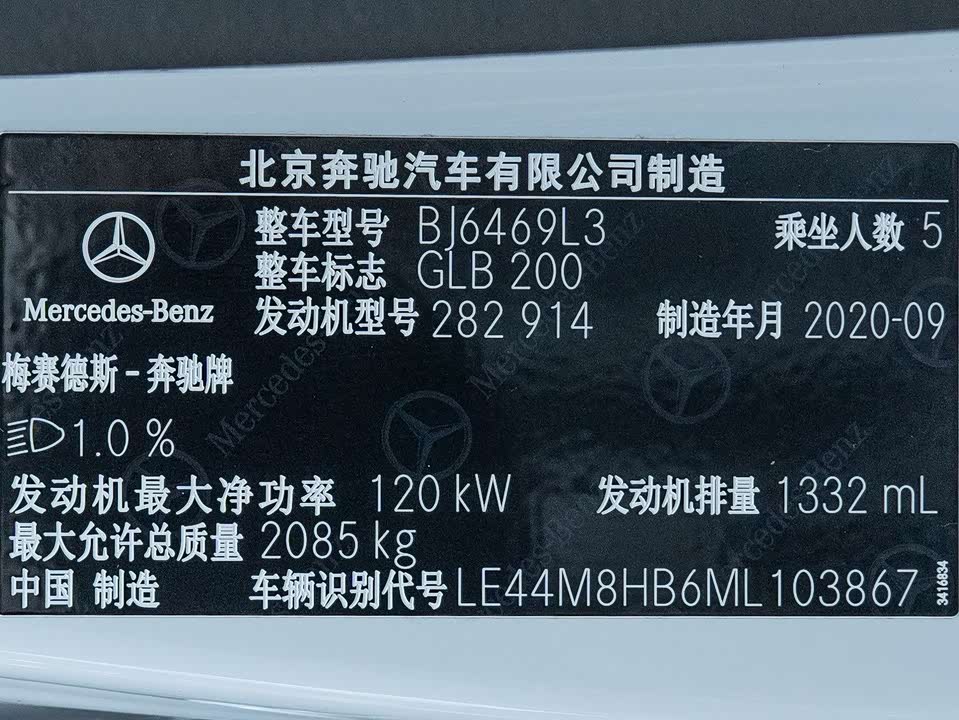 北京奔驰汽车有限公司制造
整车型号 BJ6469L3 乘坐人数 5
整车标志 GLB 200
Mercedes-Benz 发动机型号 282 914 制造年月 2020-09
梅赛德斯-奔驰牌
1.0 %
发动机最大净功率 120 kW 发动机排量 1332 mL
最大允许总质量 2085 kg
中国 制造 车辆识别代号 LE44M8HB6ML103867
3416834